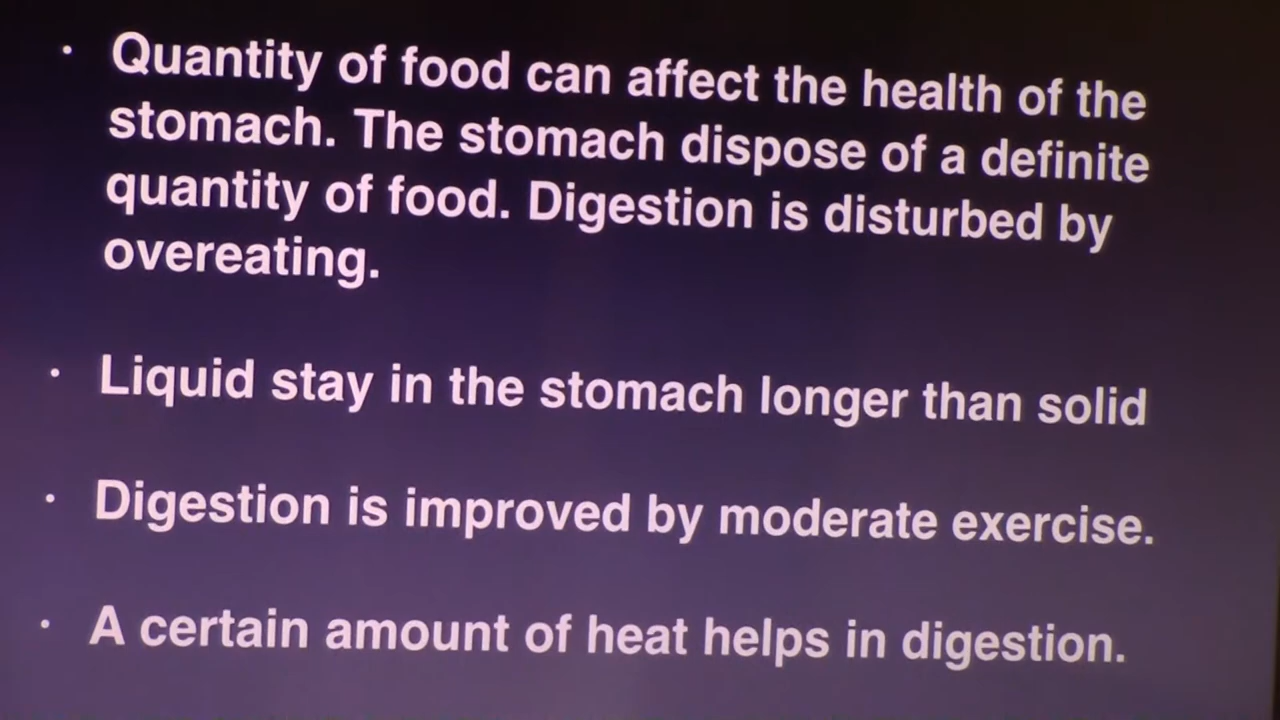 • Quantity of food can affect the health of the
stomach. The stomach dispose of a definite
quantity of food. Digestion is disturbed by
overeating.
• Liquid stay in the stomach longer than solid
• Digestion is improved by moderate exercise.
• A certain amount of heat helps in digestion.